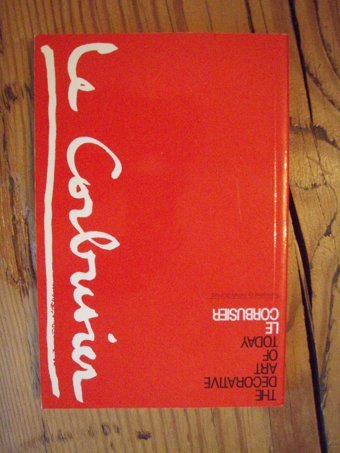 Le Corbusier
THE
DECORATIVE
ART
OF
TODAY
LE
CORBUSIER